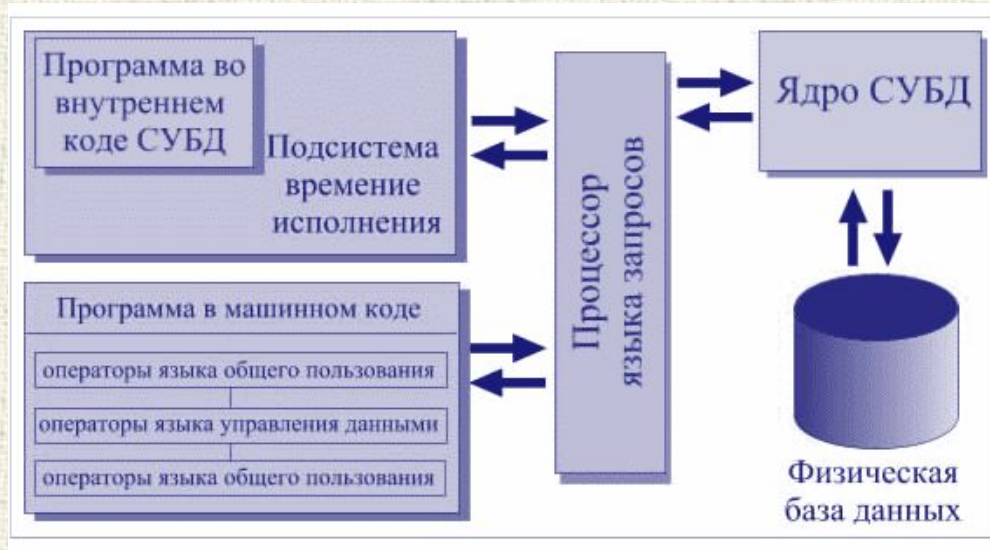 Программа во
внутреннем
коде СУБД
Подсистема
времение
исполнения
Программа в машинном коде
операторы языка общего пользования
операторы языка управления данными
операторы языка общего пользования
Процессор
языка запросов
Ядро СУБД
Физическая
база данных